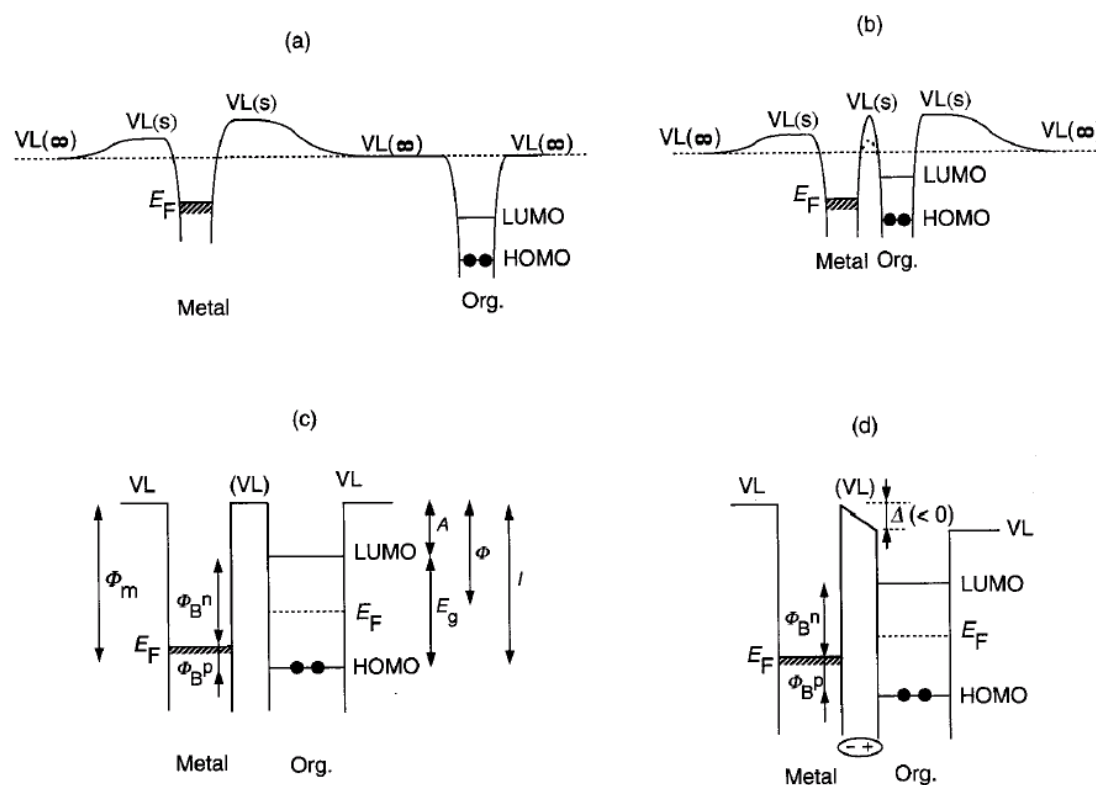 (a)
VL(∞)
VL(s)
VL(s)
VL(∞)
VL(∞)
E_F
LUMO
HOMO
Metal
Org.
(b)
VL(∞)
VL(s)
VL(s)
VL(s)
VL(∞)
E_F
LUMO
HOMO
Metal Org.
(c)
VL
(VL)
VL
Φ_m
Φ_B^n
E_F
Φ_B^p
LUMO
E_F
HOMO
A
E_g
Φ
I
Metal
Org.
(d)
VL
(VL)
Δ (< 0)
VL
LUMO
Φ_B^n
E_F
E_F
Φ_B^p
HOMO
− +
Metal
Org.